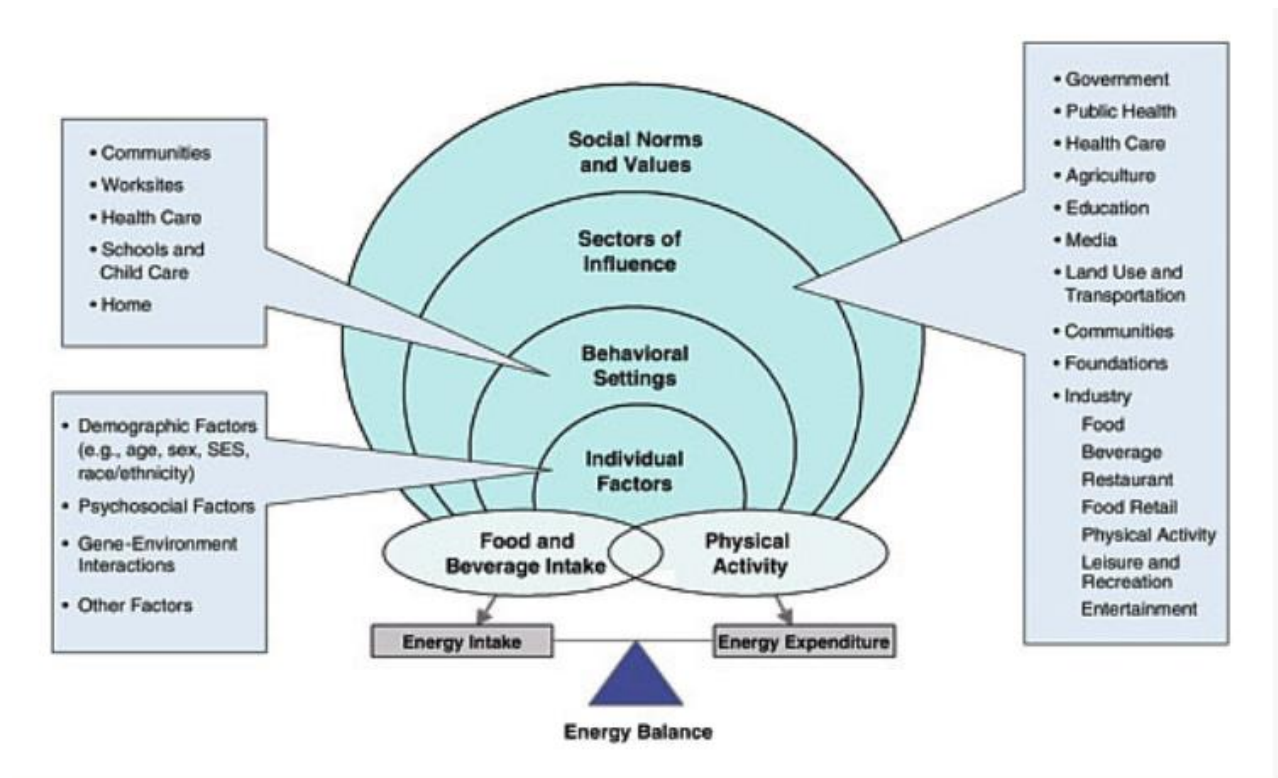 • Communities
• Worksites
• Health Care
• Schools and
Child Care
• Home
• Demographic Factors
(e.g., age, sex, SES,
race/ethnicity)
• Psychosocial Factors
• Gene-Environment
Interactions
• Other Factors
Social Norms
and Values
Sectors of
Influence
Behavioral
Settings
Individual
Factors
Food and
Beverage Intake
Physical
Activity
Energy Intake
Energy Expenditure
Energy Balance
• Government
• Public Health
• Health Care
• Agriculture
• Education
• Media
• Land Use and
Transportation
• Communities
• Foundations
• Industry
Food
Beverage
Restaurant
Food Retail
Physical Activity
Leisure and
Recreation
Entertainment